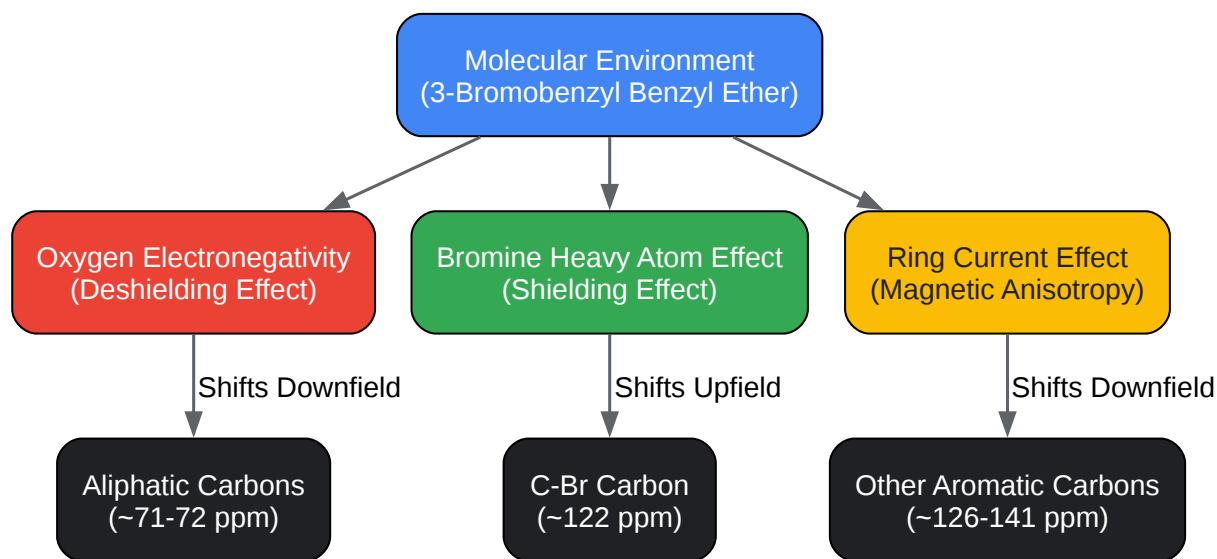 Molecular Environment
(3-Bromobenzyl Benzyl Ether)
Oxygen Electronegativity
(Deshielding Effect)
Bromine Heavy Atom Effect
(Shielding Effect)
Ring Current Effect
(Magnetic Anisotropy)
Shifts Downfield
Shifts Upfield
Shifts Downfield
Aliphatic Carbons
(~71-72 ppm)
C-Br Carbon
(~122 ppm)
Other Aromatic Carbons
(~126-141 ppm)